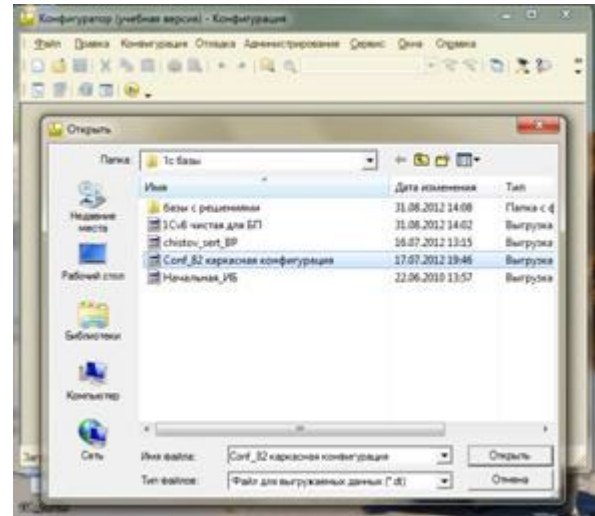 Конфигуратор (учебная версия) - Конфигурация
Файл Правка Конфигурация Отладка Администрирование Сервис Окна Справка
Открыть
Папка: 1с базы
Имя Дата изменения Тип
базы с решениями 31.08.2012 14:08 Папка с ф
1Cv8 чистая для БП 31.08.2012 14:02 Выгрузка
chistov_sert_BP 16.07.2012 13:15 Выгрузка
Conf_82 каркасная конфигурация 17.07.2012 19:46 Выгрузка
Начальная_ИБ 22.06.2010 13:57 Выгрузка
Недавние места
Рабочий стол
Библиотеки
Компьютер
Сеть
Имя файла: Conf_82 каркасная конфигурация Открыть
Тип файлов: Файл для выгружаемых данных (*.dt) Отмена